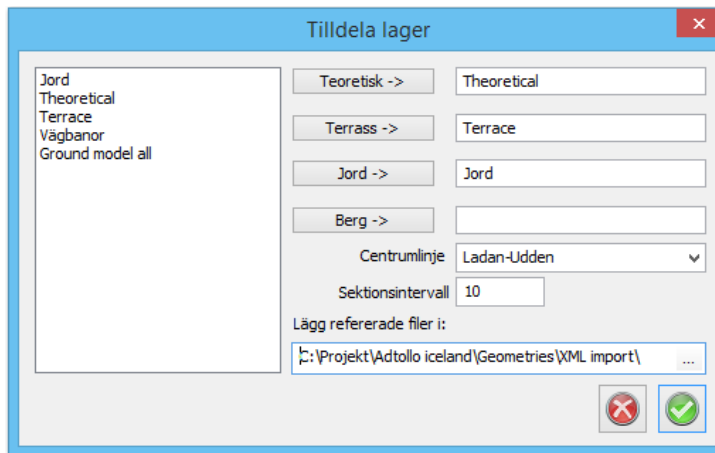 Tilldela lager
Jord
Theoretical
Terrace
Vägbanor
Ground model all
Teoretisk -> Theoretical
Terrass -> Terrace
Jord -> Jord
Berg ->
Centrumlinje Ladan-Udden
Sektionsintervall 10
Lägg refererade filer i:
C:\Projekt\Adtollo iceland\Geometries\XML import\ ...